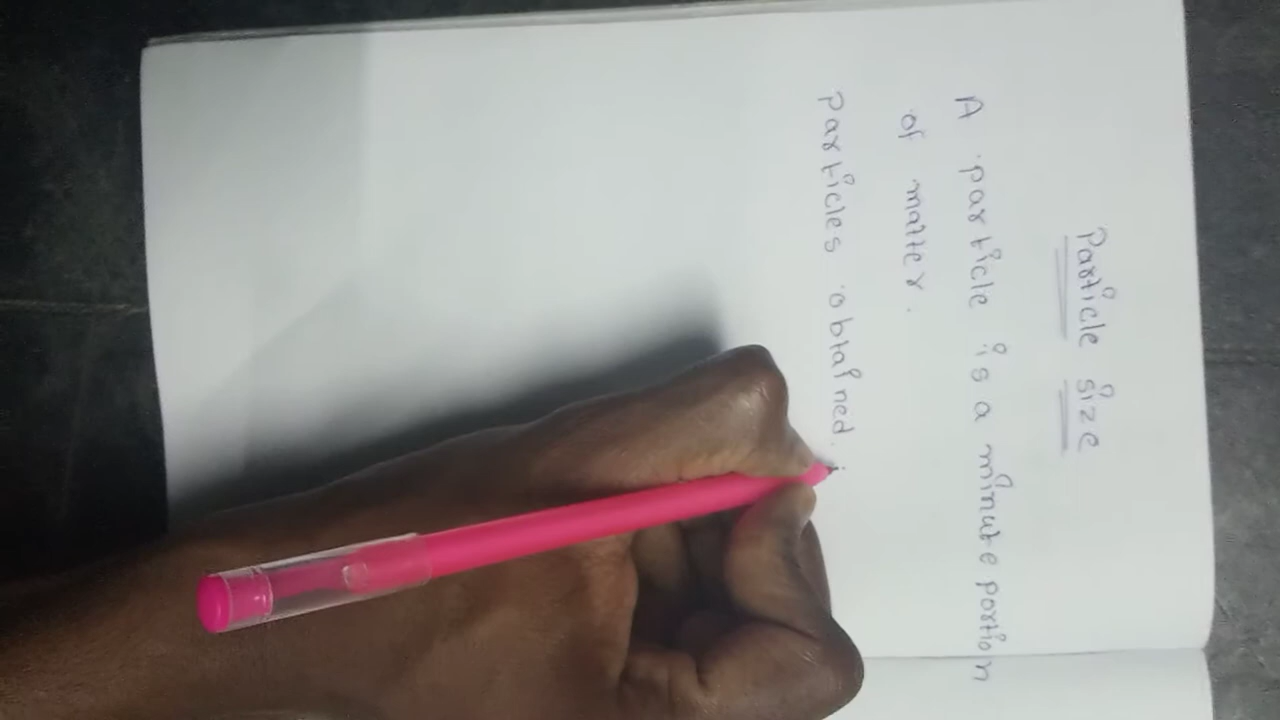 Particle size
A particle is a minute portion
of matter.
Particles obtained